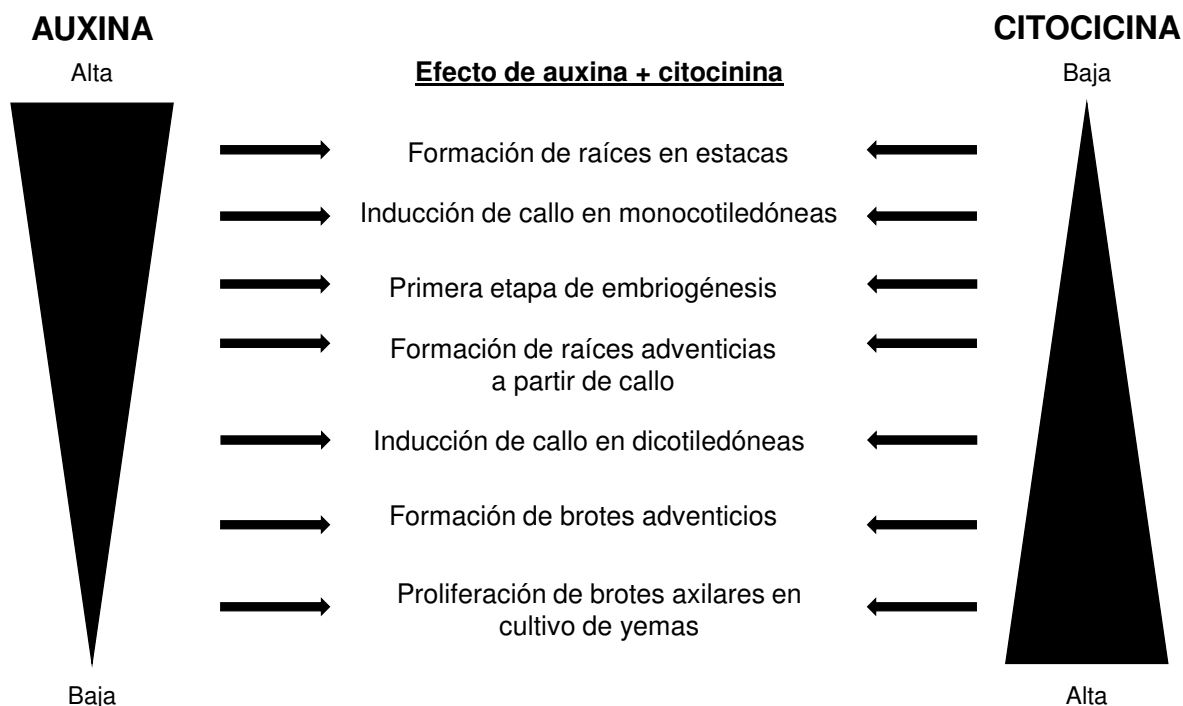 AUXINA
Alta
CITOCICINA
Baja
Efecto de auxina + citocinina
Formación de raíces en estacas
Inducción de callo en monocotiledóneas
Primera etapa de embriogénesis
Formación de raíces adventicias
a partir de callo
Inducción de callo en dicotiledóneas
Formación de brotes adventicios
Proliferación de brotes axilares en
cultivo de yemas
Baja
Alta